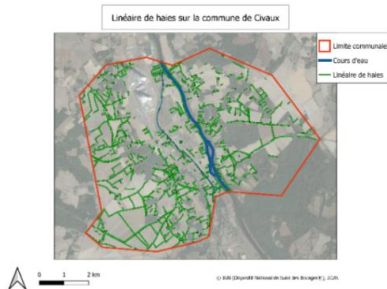 Linéaire de haies sur la commune de Civaux
Limite communale
Cours d'eau
Linéaire de haies
0 1 2 km